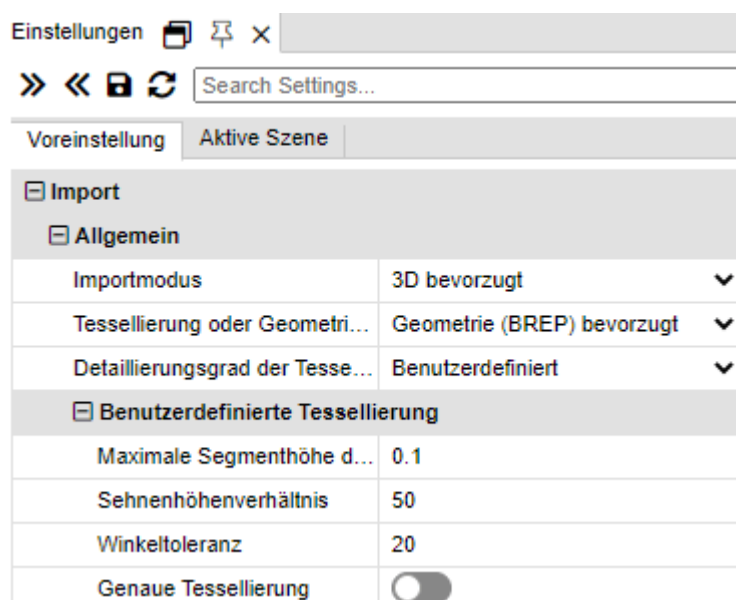 Einstellungen
Search Settings...
Voreinstellung Aktive Szene
Import
Allgemein
Importmodus 3D bevorzugt
Tessellierung oder Geometri... Geometrie (BREP) bevorzugt
Detaillierungsgrad der Tesse... Benutzerdefiniert
Benutzerdefinierte Tessellierung
Maximale Segmenthöhe d... 0.1
Sehnenhöhenverhältnis 50
Winkeltoleranz 20
Genaue Tessellierung